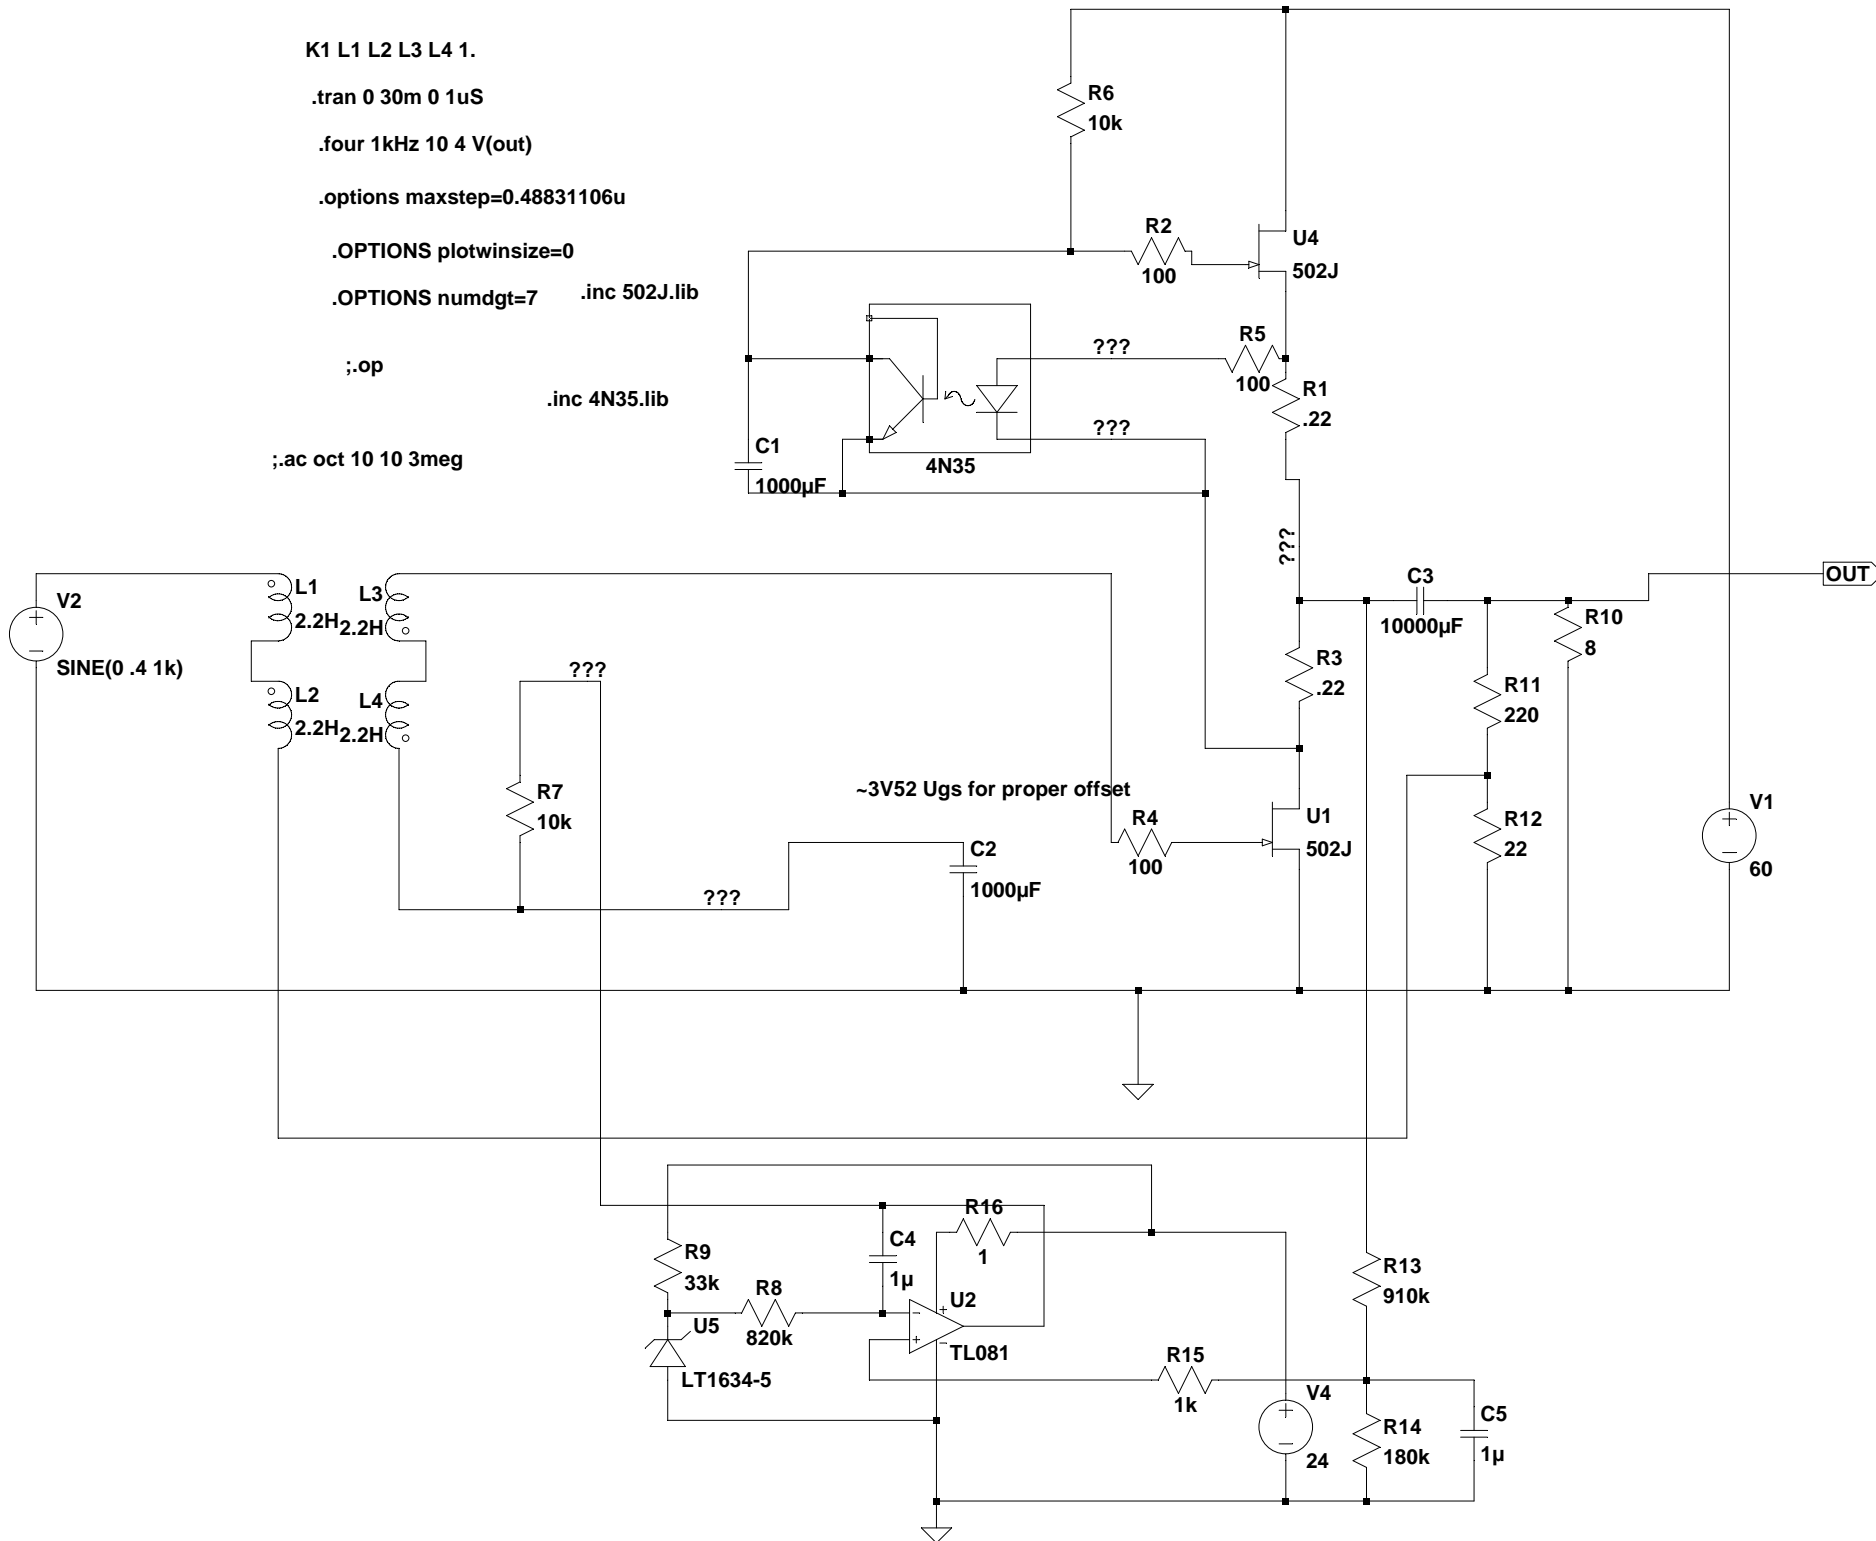 K1 L1 L2 L3 L4 1.
.tran 0 30m 0 1uS
.four 1kHz 10 4 V(out)
.options maxstep=0.48831106u
.OPTIONS plotwinsize=0
.OPTIONS numdgt=7
.inc 502J.lib
;.op
.inc 4N35.lib
;.ac oct 10 10 3meg
R6
10k
R2
100
U4
502J
???
R5
100
R1
.22
???
4N35
C1
1000µF
???
V2
SINE(0 .4 1k)
L1
2.2H
L3
2.2H
L2
2.2H
L4
2.2H
???
R7
10k
???
C2
1000µF
~3V52 Ugs for proper offset
R4
100
U1
502J
R3
.22
C3
10000µF
OUT
R10
8
R11
220
R12
22
V1
60
R16
1
C4
1µ
R9
33k
R8
820k
U5
LT1634-5
U2
TL081
R13
910k
R15
1k
V4
24
R14
180k
C5
1µ